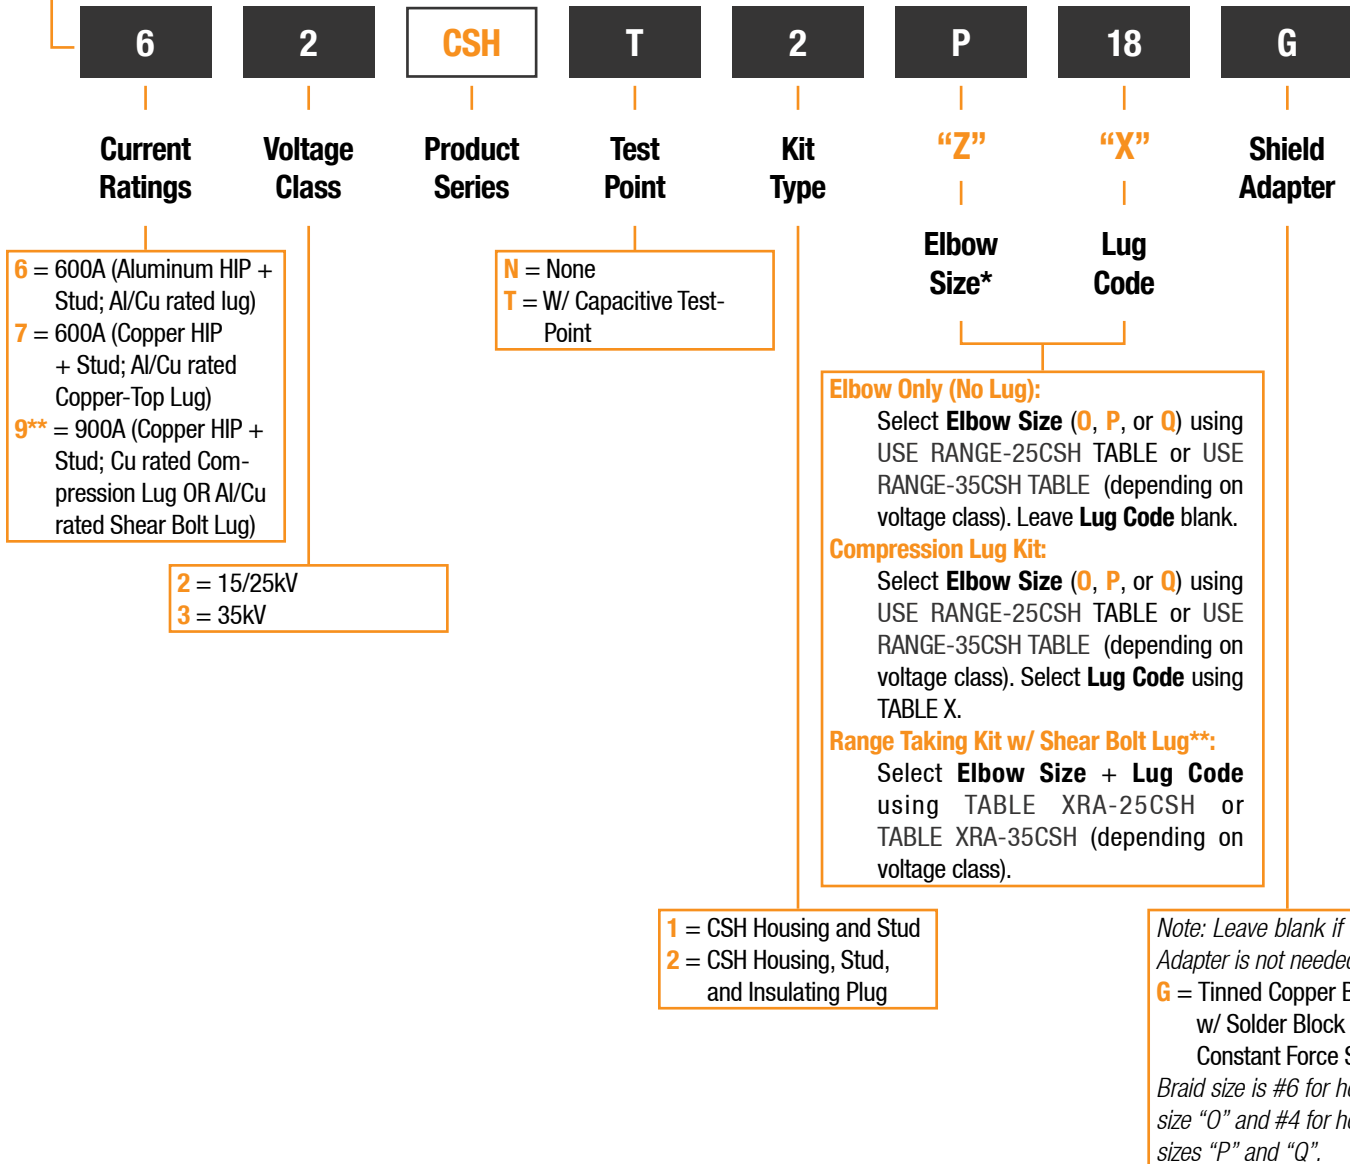 6 2 CSH T 2 P 18 G
Current Ratings
Voltage Class
Product Series
Test Point
Kit Type
“Z”
“X”
Shield Adapter
Elbow Size*
Lug Code
6 = 600A (Aluminum HIP +
Stud; Al/Cu rated lug)
7 = 600A (Copper HIP
+ Stud; Al/Cu rated
Copper-Top Lug)
9** = 900A (Copper HIP +
Stud; Cu rated Com-
pression Lug OR Al/Cu
rated Shear Bolt Lug)
2 = 15/25kV
3 = 35kV
N = None
T = W/ Capacitive Test-
Point
Elbow Only (No Lug):
Select Elbow Size (O, P, or Q) using
USE RANGE-25CSH TABLE or USE
RANGE-35CSH TABLE (depending on
voltage class). Leave Lug Code blank.
Compression Lug Kit:
Select Elbow Size (O, P, or Q) using
USE RANGE-25CSH TABLE or USE
RANGE-35CSH TABLE (depending on
voltage class). Select Lug Code using
TABLE X.
Range Taking Kit w/ Shear Bolt Lug**:
Select Elbow Size + Lug Code
using TABLE XRA-25CSH or
TABLE XRA-35CSH (depending on
voltage class).
1 = CSH Housing and Stud
2 = CSH Housing, Stud,
and Insulating Plug
Note: Leave blank if
Adapter is not needed
G = Tinned Copper
w/ Solder Block
Constant Force
Braid size is #6 for
size “O” and #4 for
sizes “P” and “Q”.